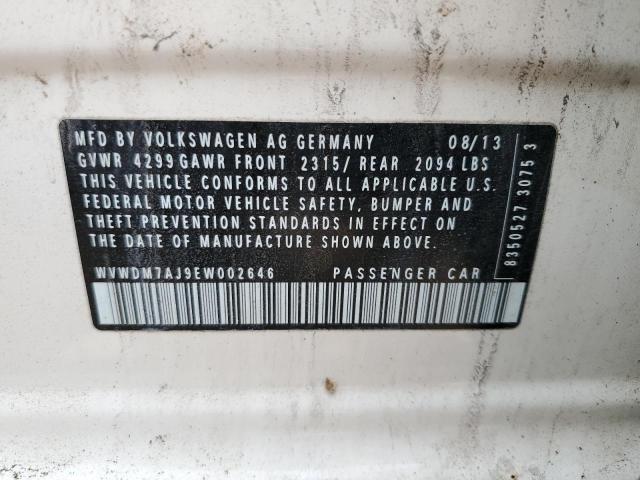 MFD BY VOLKSWAGEN AG GERMANY 08/13
GVWR 4299 GAWR FRONT 2315/ REAR 2094 LBS
THIS VEHICLE CONFORMS TO ALL APPLICABLE U.S.
FEDERAL MOTOR VEHICLE SAFETY, BUMPER AND
THEFT PREVENTION STANDARDS IN EFFECT ON
THE DATE OF MANUFACTURE SHOWN ABOVE.
WVWDM7AJ9EW002646 PASSENGER CAR
8350527 3075 3